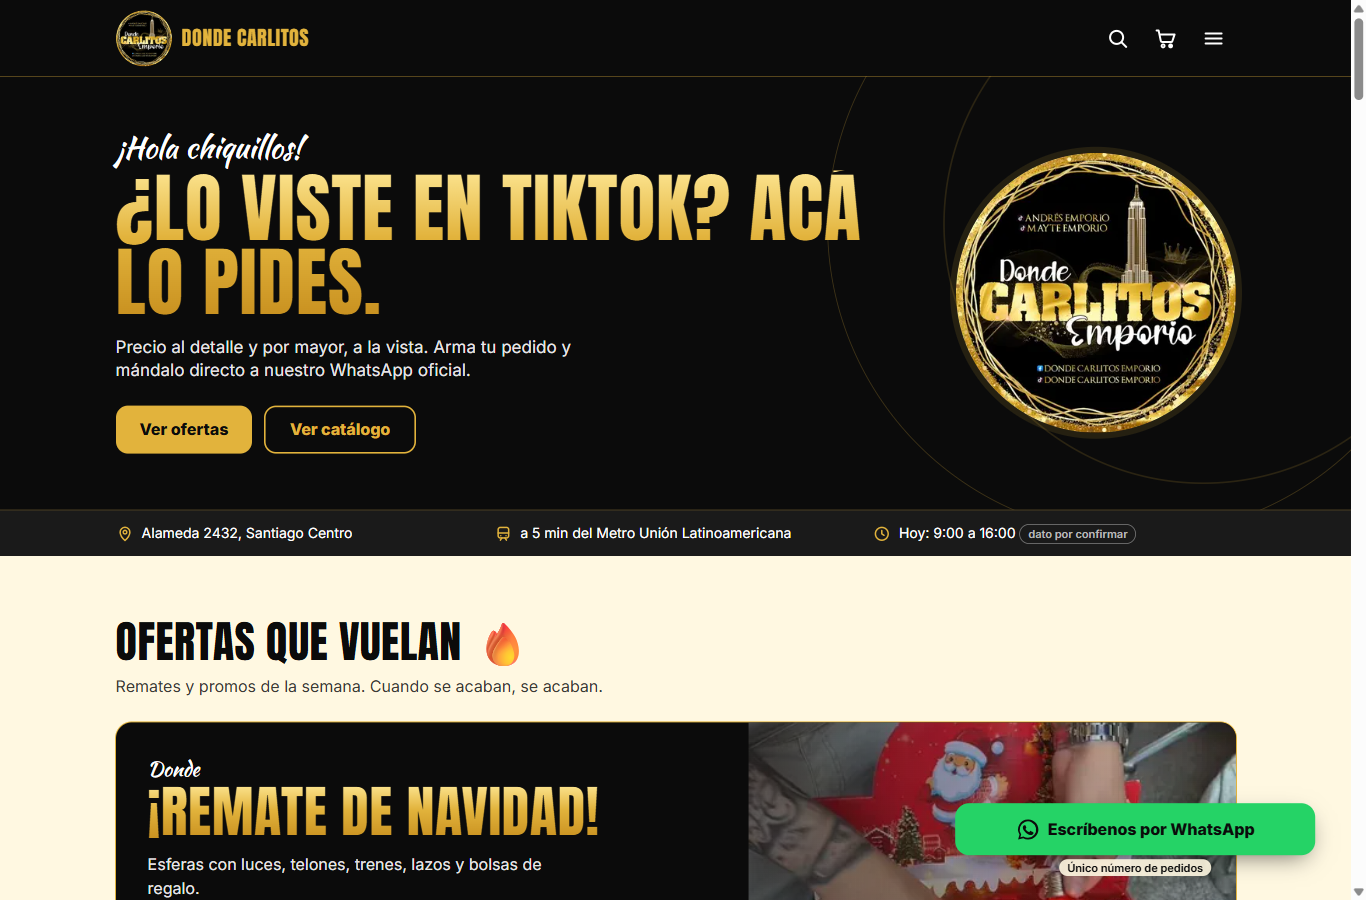 DONDE CARLITOS
¡Hola chiquillos!
¿LO VISTE EN TIKTOK? ACÁ
LO PIDES.
Precio al detalle y por mayor, a la vista. Arma tu pedido y
mándalo directo a nuestro WhatsApp oficial.
Ver ofertas
Ver catálogo
ANDRÉS EMPORIO
MAYTE EMPORIO
Donde
CARLITOS
Emporio
DONDE CARLITOS EMPORIO
DONDE CARLITOS EMPORIO
Alameda 2432, Santiago Centro
a 5 min del Metro Unión Latinoamericana
Hoy: 9:00 a 16:00 dato por confirmar
OFERTAS QUE VUELAN 🔥
Remates y promos de la semana. Cuando se acaban, se acaban.
Donde
¡REMATE DE NAVIDAD!
Esferas con luces, telones, trenes, lazos y bolsas de
regalo.
Escríbenos por WhatsApp
Único número de pedidos